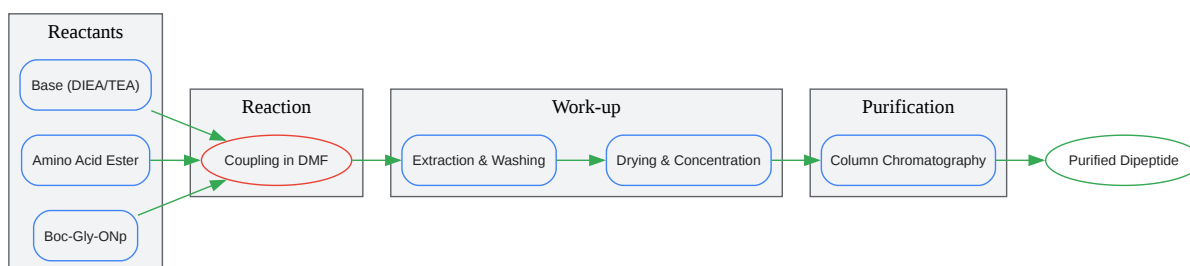 Reactants
Base (DIEA/TEA)
Amino Acid Ester
Boc-Gly-ONp
Reaction
Coupling in DMF
Work-up
Extraction & Washing
Drying & Concentration
Purification
Column Chromatography
Purified Dipeptide